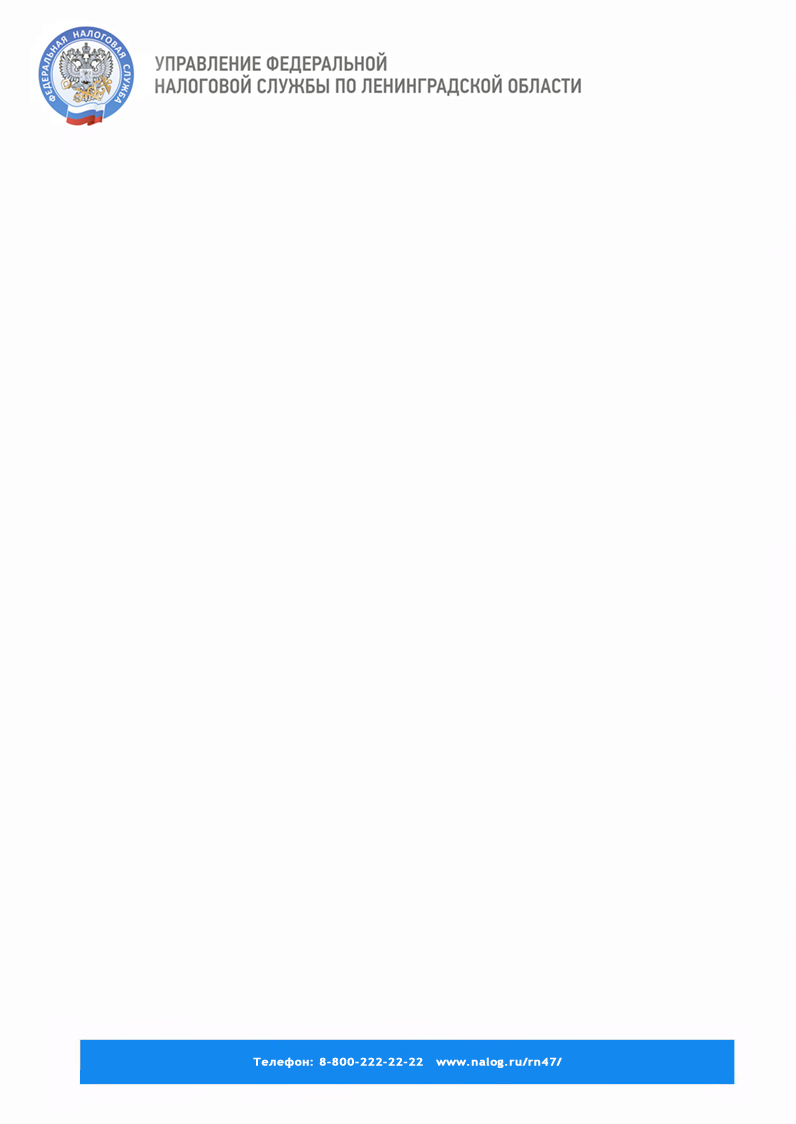 ФЕДЕРАЛЬНАЯ НАЛОГОВАЯ СЛУЖБА
УПРАВЛЕНИЕ ФЕДЕРАЛЬНОЙ
НАЛОГОВОЙ СЛУЖБЫ ПО ЛЕНИНГРАДСКОЙ ОБЛАСТИ
Телефон: 8-800-222-22-22 www.nalog.ru/rn47/